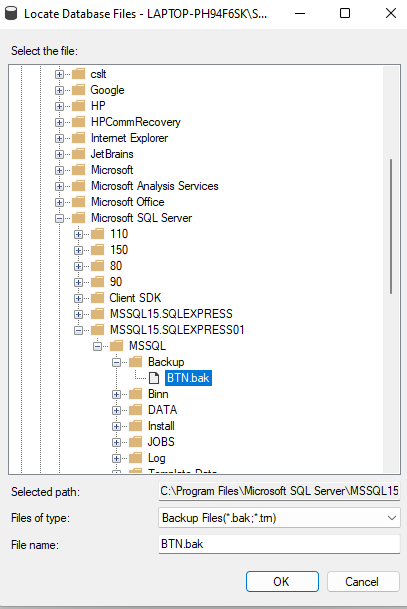 Locate Database Files - LAPTOP-PH94F6SK\S...
Select the file:
cslt
Google
HP
HPCommRecovery
Internet Explorer
JetBrains
Microsoft
Microsoft Analysis Services
Microsoft Office
Microsoft SQL Server
110
150
80
90
Client SDK
MSSQL15.SQLEXPRESS
MSSQL15.SQLEXPRESS01
MSSQL
Backup
BTN.bak
Binn
DATA
Install
JOBS
Log
Template Data
Selected path: C:\Program Files\Microsoft SQL Server\MSSQL15
Files of type: Backup Files(*.bak;*.trn)
File name: BTN.bak
OK Cancel